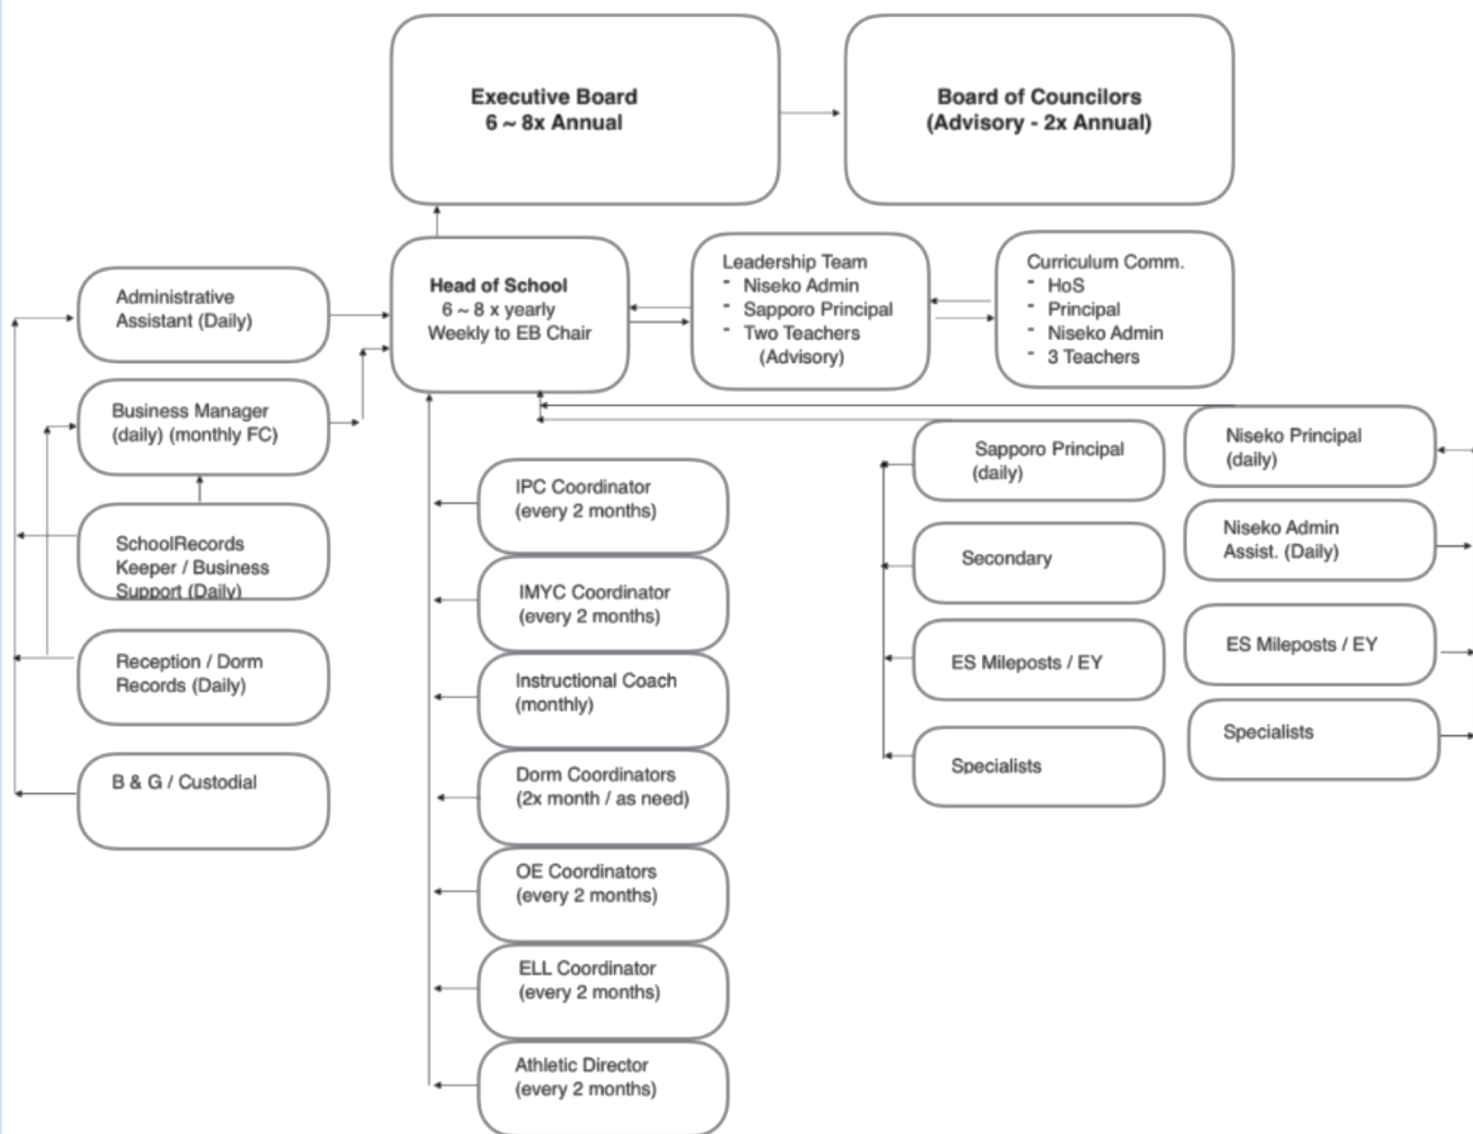 Executive Board
6 ~ 8x Annual
Board of Councilors
(Advisory - 2x Annual)
Administrative
Assistant (Daily)
Head of School
6 ~ 8 x yearly
Weekly to EB Chair
Leadership Team
- Niseko Admin
- Sapporo Principal
- Two Teachers
(Advisory)
Curriculum Comm.
- HoS
- Principal
- Niseko Admin
- 3 Teachers
Business Manager
(daily) (monthly FC)
SchoolRecords
Keeper / Business
Support (Daily)
Reception / Dorm
Records (Daily)
B & G / Custodial
IPC Coordinator
(every 2 months)
IMYC Coordinator
(every 2 months)
Instructional Coach
(monthly)
Dorm Coordinators
(2x month / as need)
OE Coordinators
(every 2 months)
ELL Coordinator
(every 2 months)
Athletic Director
(every 2 months)
Sapporo Principal
(daily)
Secondary
ES Mileposts / EY
Specialists
Niseko Principal
(daily)
Niseko Admin
Assist. (Daily)
ES Mileposts / EY
Specialists